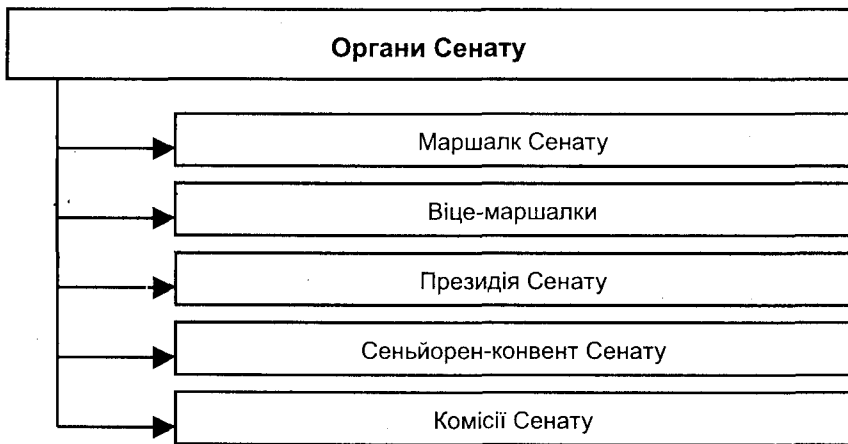 Органи Сенату
Маршалк Сенату
Віце-маршалки
Президія Сенату
Сеньйорен-конвент Сенату
Комісії Сенату